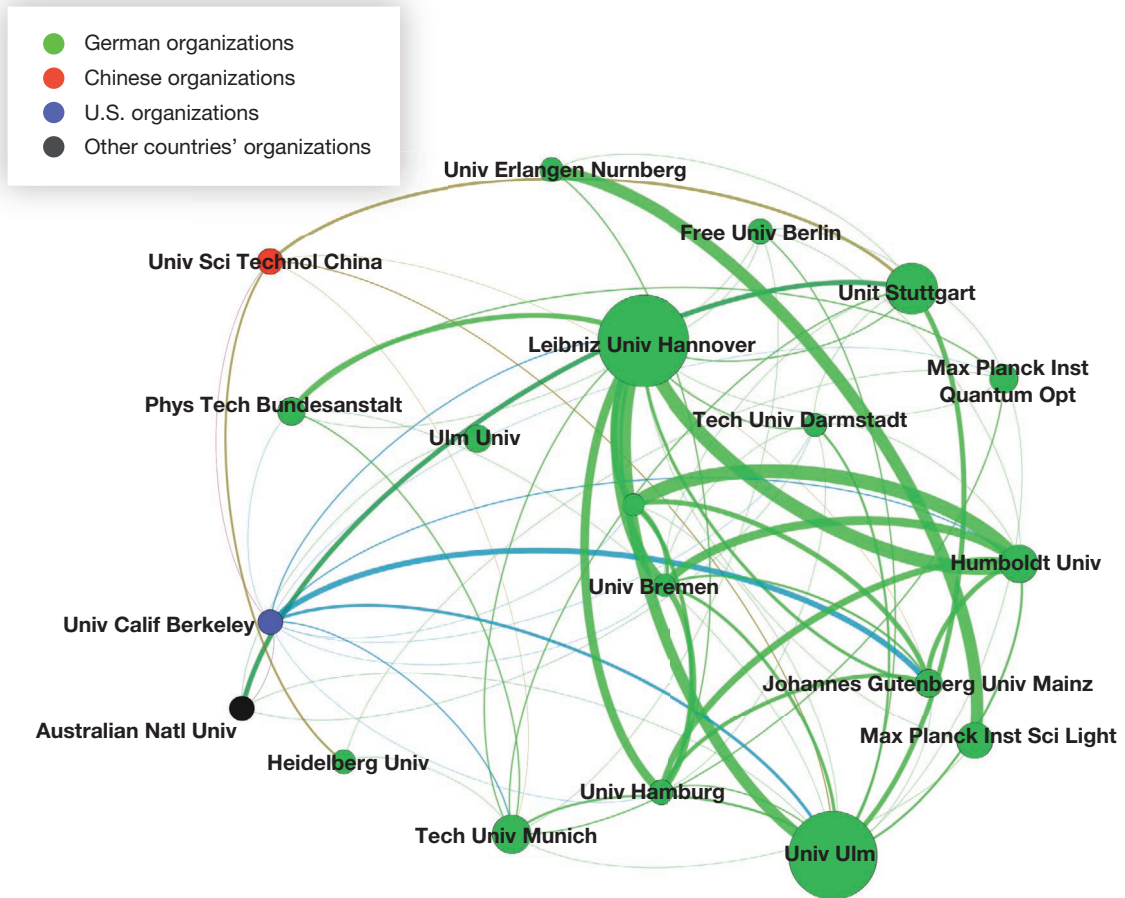 German organizations
Chinese organizations
U.S. organizations
Other countries’ organizations
Univ Erlangen Nurnberg
Free Univ Berlin
Univ Sci Technol China
Unit Stuttgart
Leibniz Univ Hannover
Max Planck Inst
Quantum Opt
Phys Tech Bundesanstalt
Tech Univ Darmstadt
Ulm Univ
Humboldt Univ
Univ Bremen
Univ Calif Berkeley
Johannes Gutenberg Univ Mainz
Australian Natl Univ
Max Planck Inst Sci Light
Heidelberg Univ
Univ Hamburg
Tech Univ Munich
Univ Ulm